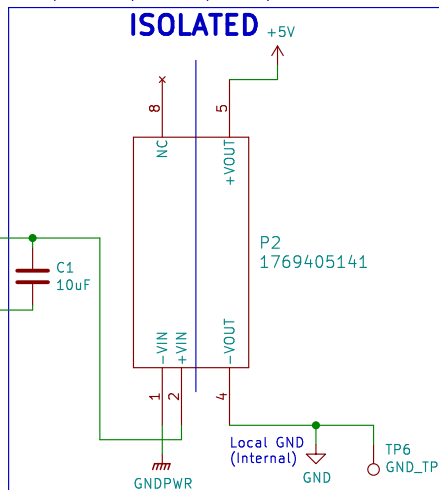 ISOLATED
+5V
8
5
NC
+VOUT
P2
1769405141
C1
10uF
-VIN
+VIN
-VOUT
1
2
4
Local GND
(Internal)
TP6
GND_TP
GND
GNDPWR